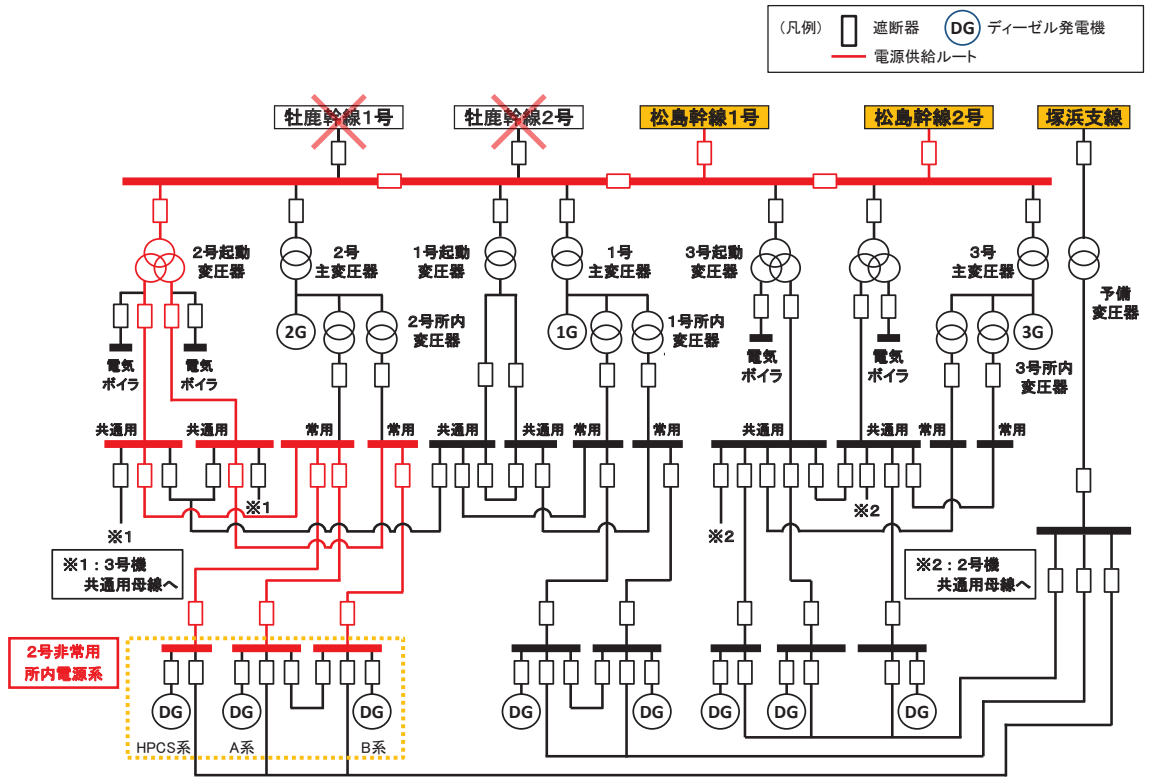 (凡例)
遮断器
DG
ディーゼル発電機
電源供給ルート
牡鹿幹線1号
牡鹿幹線2号
松島幹線1号
松島幹線2号
塚浜支線
2号起動
変圧器
2号
主変圧器
1号起動
変圧器
1号
主変圧器
3号起動
変圧器
3号
主変圧器
予備
変圧器
2G
2号所内
変圧器
1G
1号所内
変圧器
3G
3号所内
変圧器
電気
ボイラ
電気
ボイラ
電気
ボイラ
電気
ボイラ
共通用
共通用
常用
常用
共通用
共通用
常用
常用
共通用
共通用
常用
常用
※1
※1
※2
※2
※1:3号機
共通用母線へ
※2:2号機
共通用母線へ
2号非常用
所内電源系
DG
DG
DG
DG
DG
DG
DG
DG
HPCS系
A系
B系